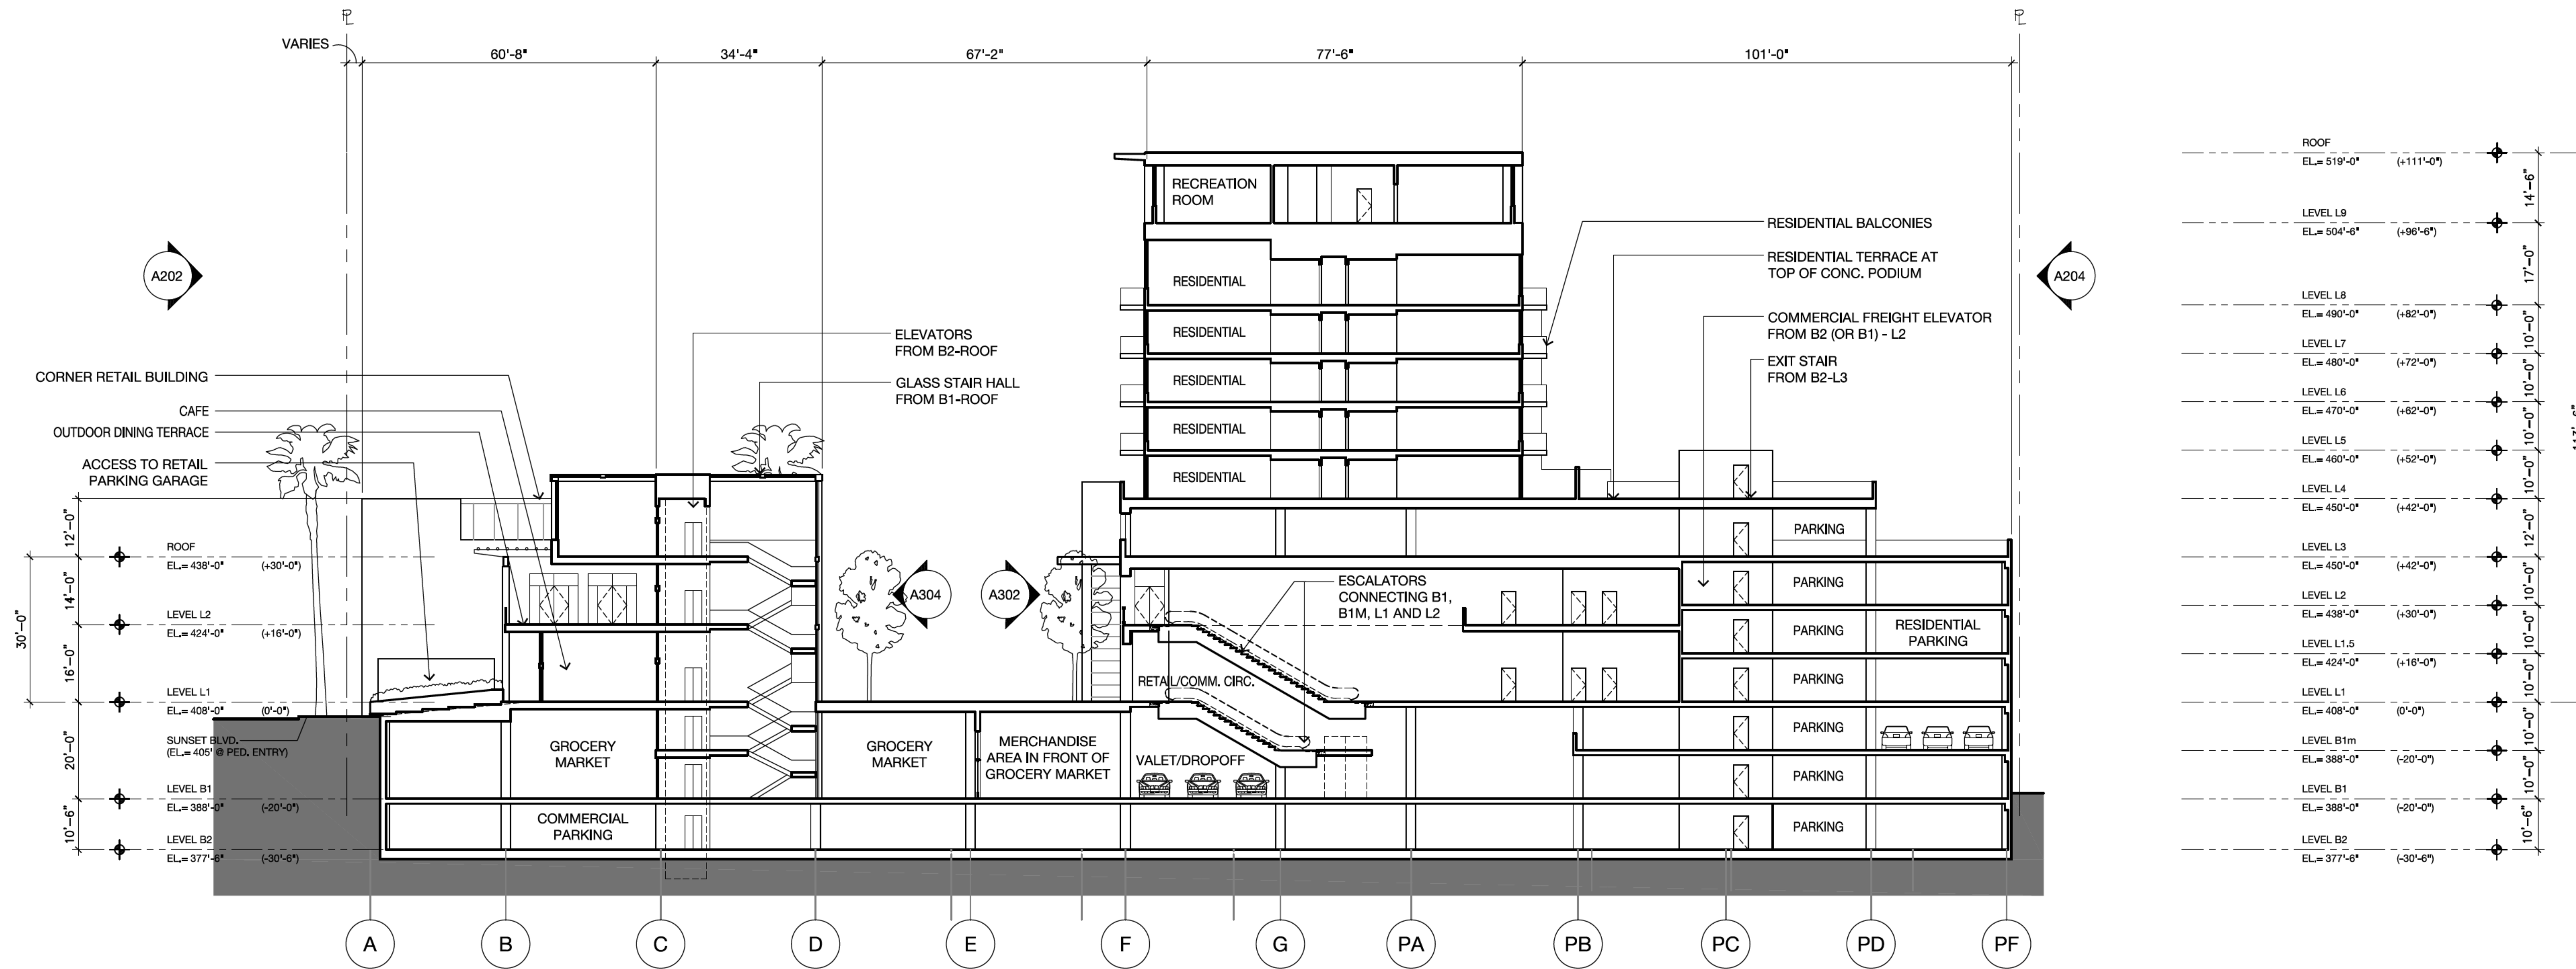 PL
PL
VARIES
60'-8"
34'-4"
67'-2"
77'-6"
101'-0"
A202
A204
RECREATION
ROOM
RESIDENTIAL
RESIDENTIAL
RESIDENTIAL
RESIDENTIAL
RESIDENTIAL
RESIDENTIAL BALCONIES
RESIDENTIAL TERRACE AT
TOP OF CONC. PODIUM
COMMERCIAL FREIGHT ELEVATOR
FROM B2 (OR B1) - L2
EXIT STAIR
FROM B2-L3
ELEVATORS
FROM B2-ROOF
GLASS STAIR HALL
FROM B1-ROOF
CORNER RETAIL BUILDING
CAFE
OUTDOOR DINING TERRACE
ACCESS TO RETAIL
PARKING GARAGE
12'-0"
14'-0"
16'-0"
30'-0"
20'-0"
10'-6"
ROOF
EL.= 438'-0" (+30'-0")
LEVEL L2
EL.= 424'-0" (+16'-0")
LEVEL L1
EL.= 408'-0" (0'-0")
SUNSET BLVD.
(EL.= 405' @ PED. ENTRY)
LEVEL B1
EL.= 388'-0" (-20'-0")
LEVEL B2
EL.= 377'-6" (-30'-6")
A304
A302
ESCALATORS
CONNECTING B1,
B1M, L1 AND L2
RETAIL/COMM. CIRC.
GROCERY
MARKET
GROCERY
MARKET
MERCHANDISE
AREA IN FRONT OF
GROCERY MARKET
VALET/DROPOFF
COMMERCIAL
PARKING
PARKING
PARKING
PARKING
RESIDENTIAL
PARKING
PARKING
PARKING
PARKING
PARKING
ROOF
EL.= 519'-0" (+111'-0")
14'-6"
LEVEL L9
EL.= 504'-6" (+96'-6")
17'-0"
LEVEL L8
EL.= 490'-0" (+82'-0")
10'-0"
LEVEL L7
EL.= 480'-0" (+72'-0")
10'-0"
LEVEL L6
EL.= 470'-0" (+62'-0")
10'-0"
LEVEL L5
EL.= 460'-0" (+52'-0")
10'-0"
LEVEL L4
EL.= 450'-0" (+42'-0")
12'-0"
LEVEL L3
EL.= 450'-0" (+42'-0")
10'-0"
LEVEL L2
EL.= 438'-0" (+30'-0")
10'-0"
LEVEL L1.5
EL.= 424'-0" (+16'-0")
10'-0"
LEVEL L1
EL.= 408'-0" (0'-0")
10'-0"
LEVEL B1m
EL.= 388'-0" (-20'-0")
10'-0"
LEVEL B1
EL.= 388'-0" (-20'-0")
10'-6"
LEVEL B2
EL.= 377'-6" (-30'-6")
A
B
C
D
E
F
G
PA
PB
PC
PD
PF